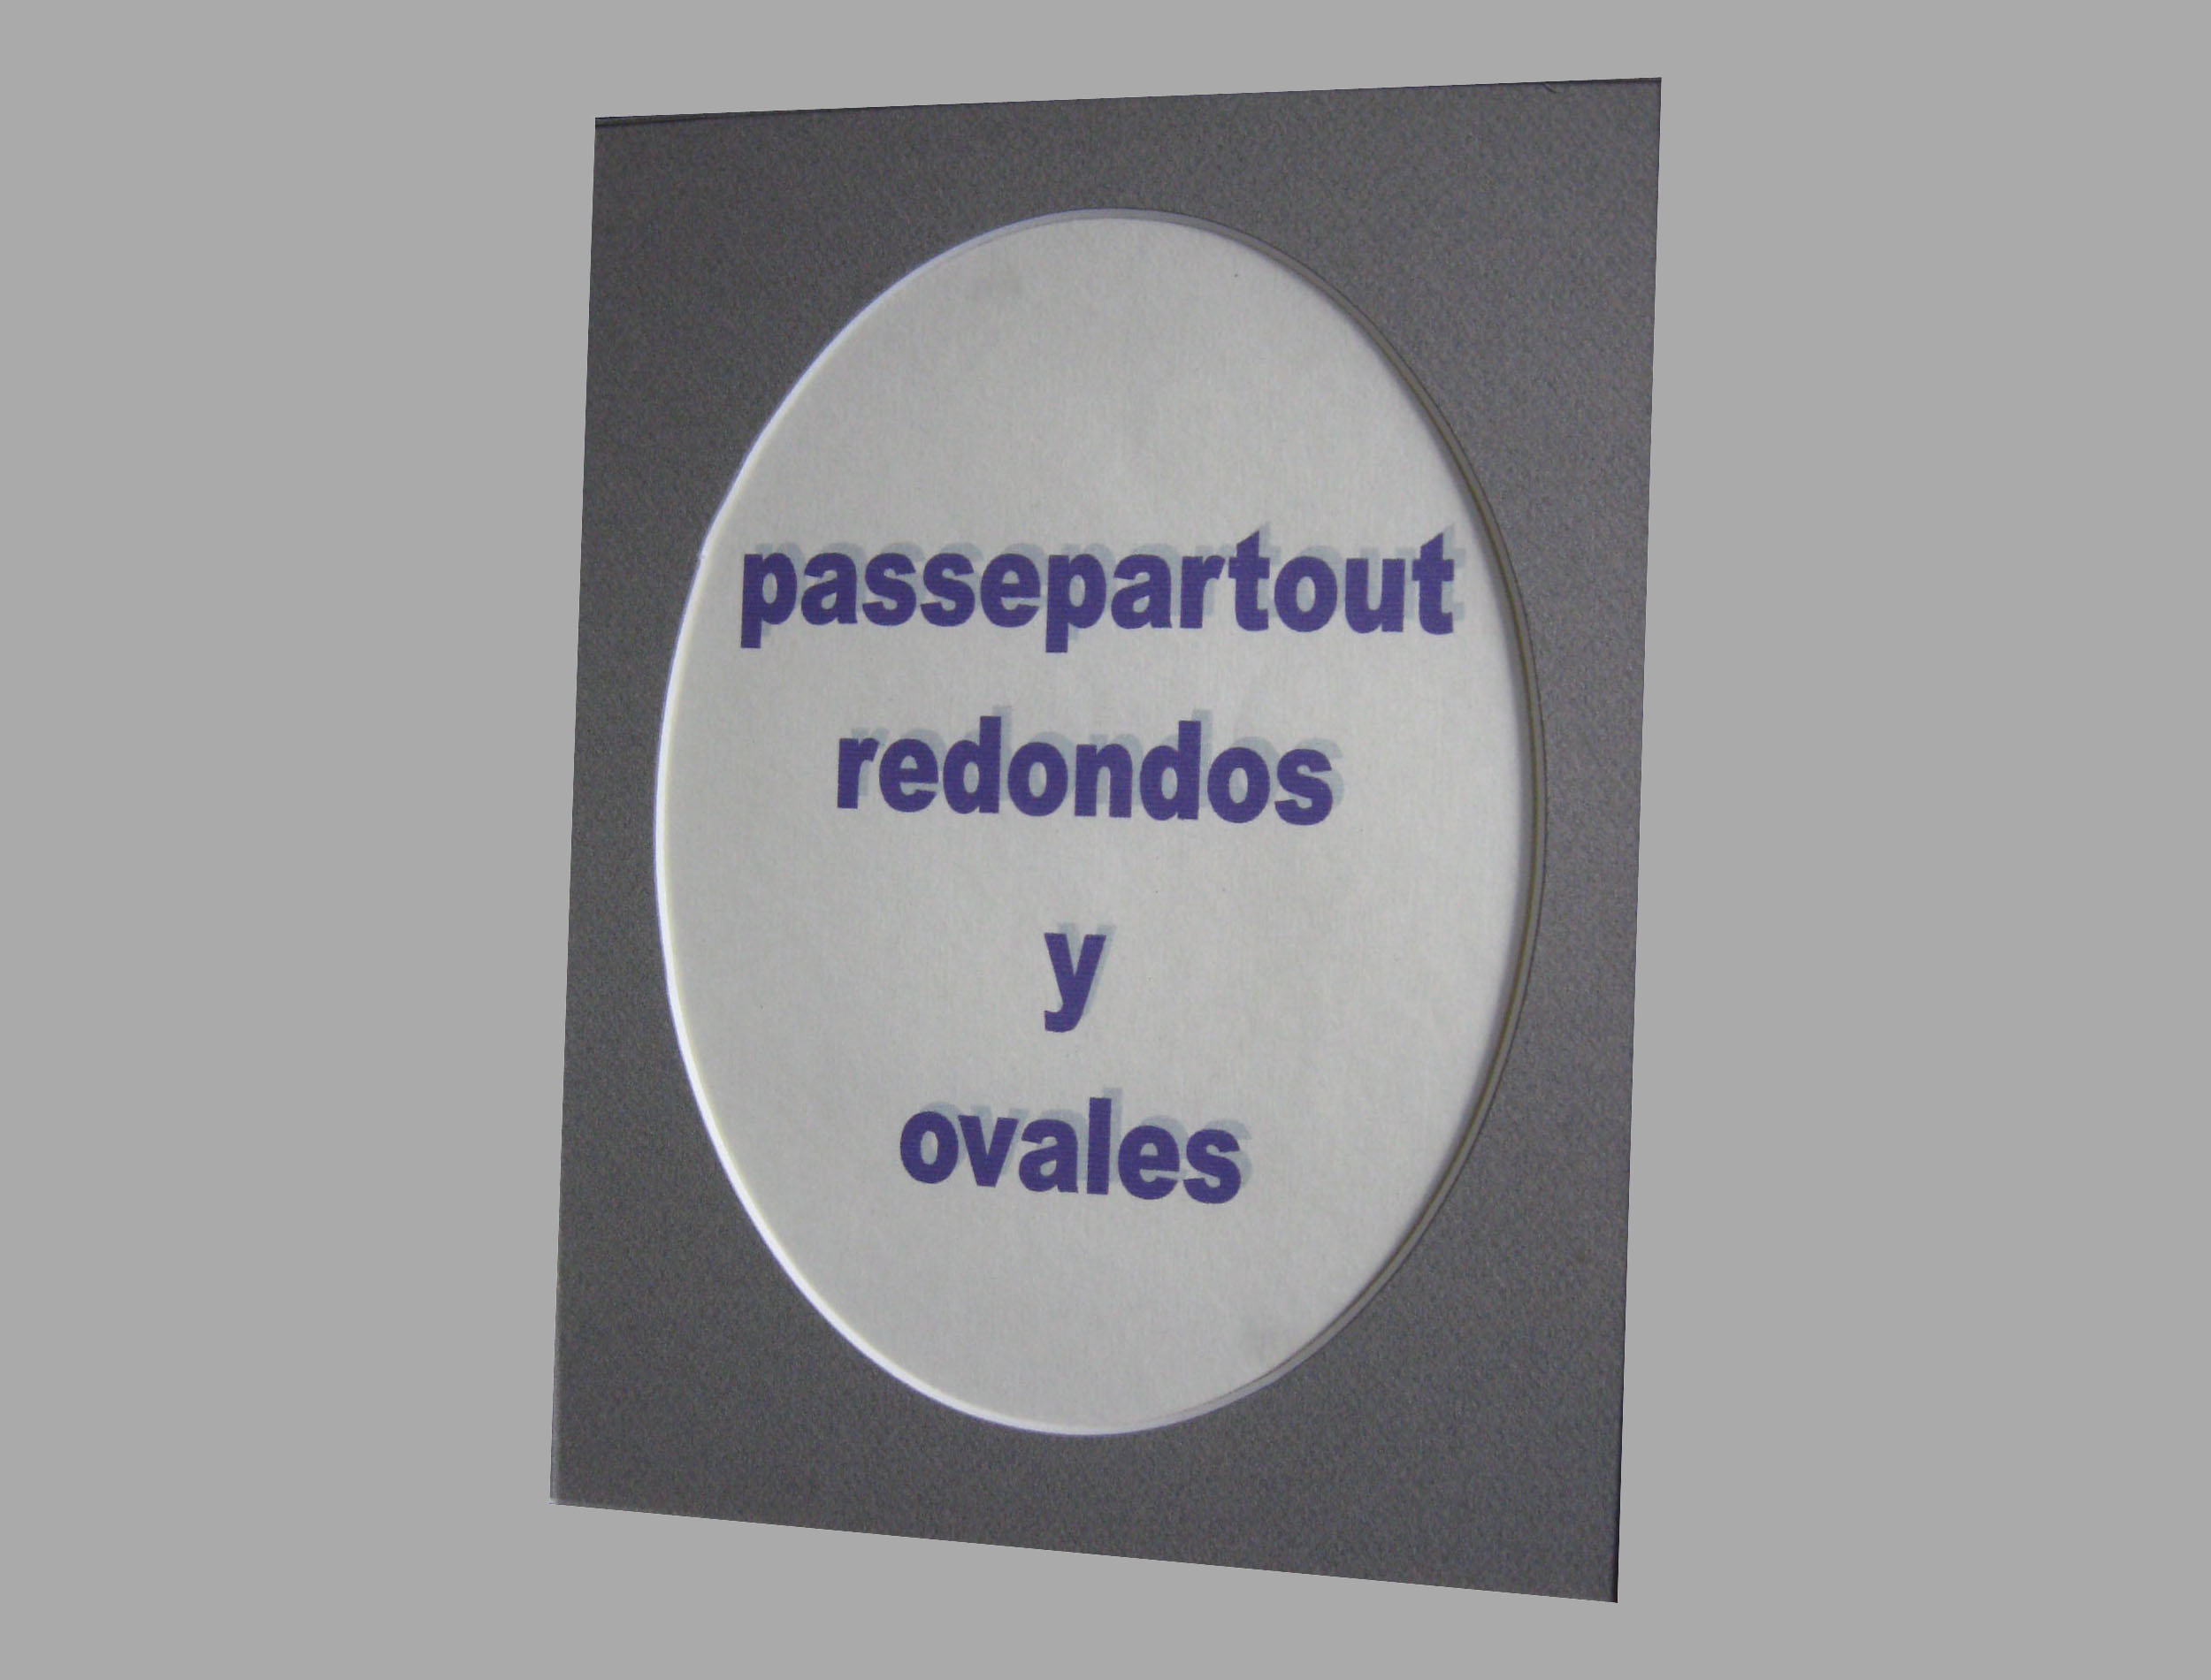 passepartout
redondos
y
ovales